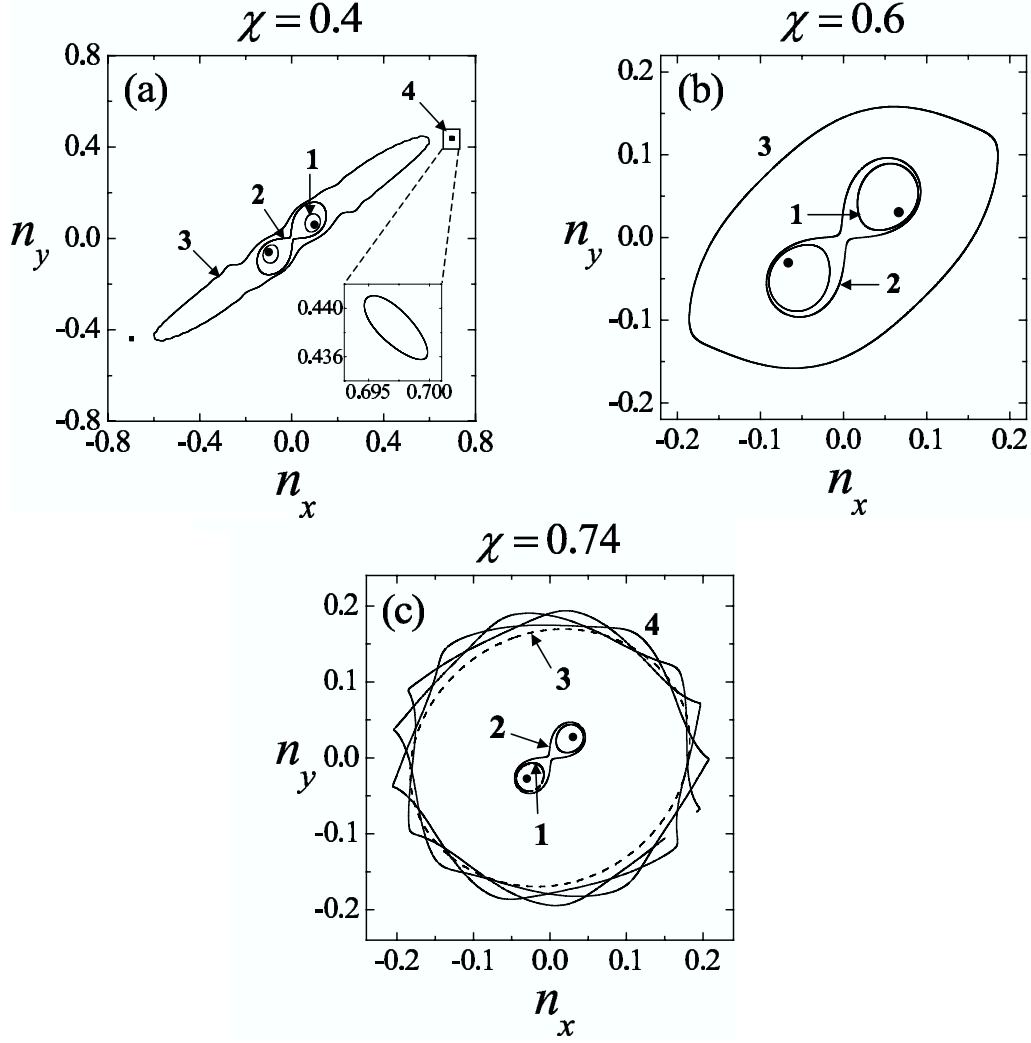 χ = 0.4
(a)
0.8
0.4
0.0
-0.4
-0.8
n_y
1
2
3
4
0.440
0.436
0.695 0.700
-0.8 -0.4 0.0 0.4 0.8
n_x
χ = 0.6
(b)
0.2
0.1
0.0
-0.1
-0.2
n_y
3
1
2
-0.2 -0.1 0.0 0.1 0.2
n_x
χ = 0.74
(c)
0.2
0.1
0.0
-0.1
-0.2
n_y
4
3
2
1
-0.2 -0.1 0.0 0.1 0.2
n_x